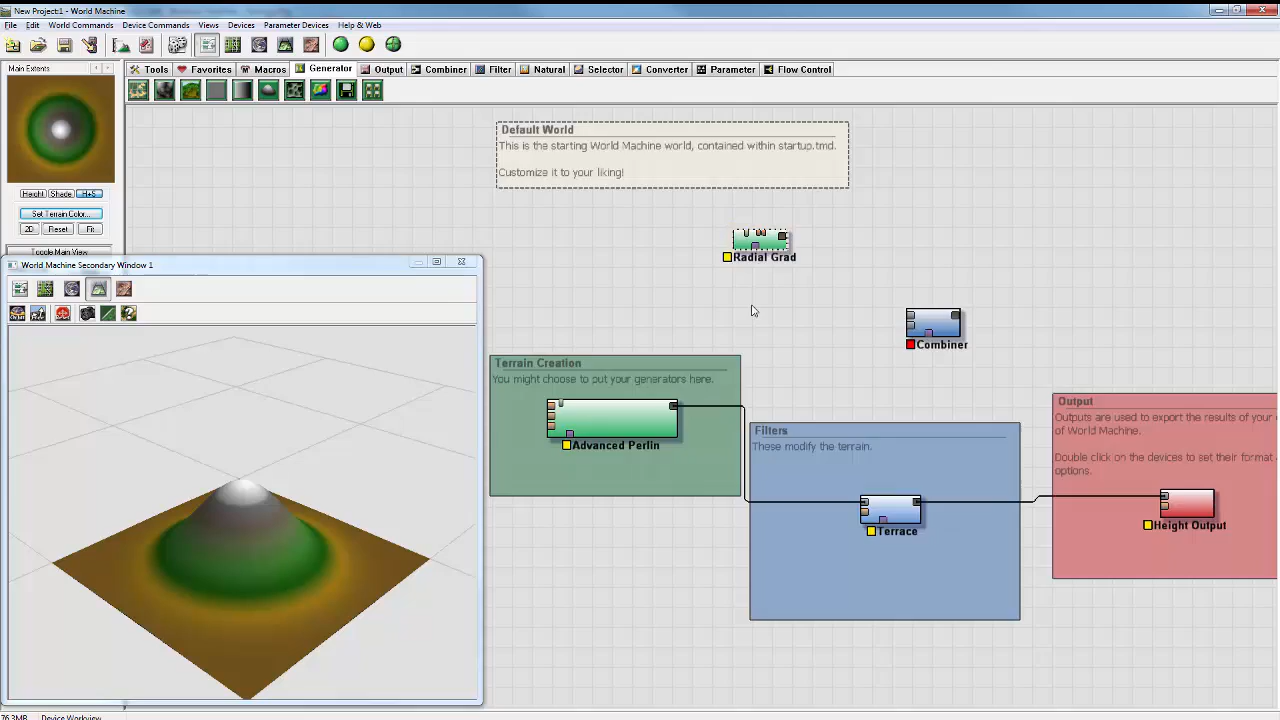 New Project:1 - World Machine
File Edit World Commands Device Commands Views Devices Parameter Devices Help & Web
Main Extents
Tools Favorites Macros Generator Output Combiner Filter Natural Selector Converter Parameter Flow Control
Default World
This is the starting World Machine world, contained within startup.tmd.
Customize it to your liking!
Height Shade H+S
Set Terrain Color...
2D Reset Fit
Toggle Main View
World Machine Secondary Window 1
Radial Grad
Combiner
Terrain Creation
You might choose to put your generators here.
Advanced Perlin
Filters
These modify the terrain.
Terrace
Output
Outputs are used to export the results of your
of World Machine.
Double click on the devices to set their format
options.
Height Output
76.3MB Device Workview